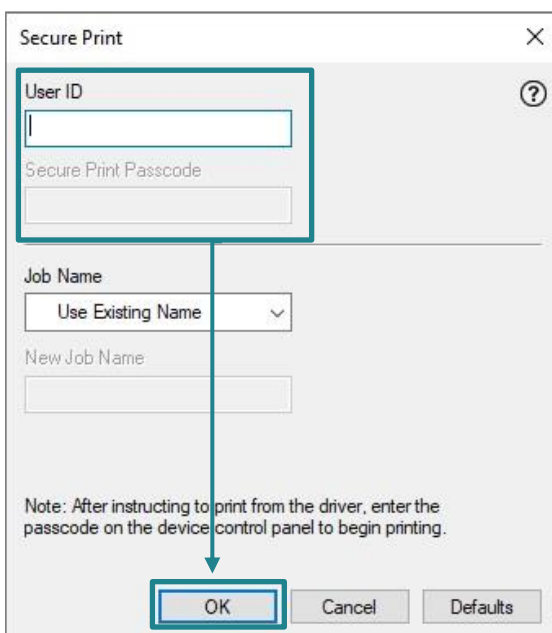 Secure Print
User ID
Secure Print Passcode
Job Name
Use Existing Name
New Job Name
Note: After instructing to print from the driver, enter the
passcode on the device control panel to begin printing.
OK Cancel Defaults